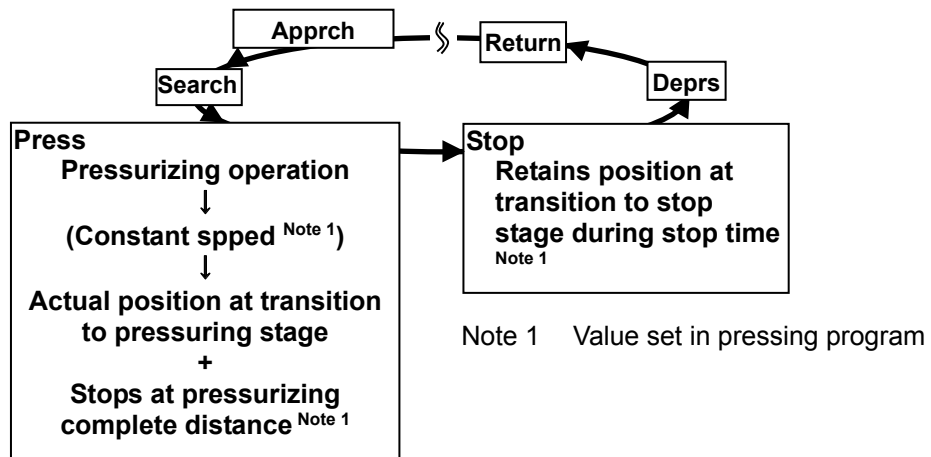 Apprch
Return
Search
Deprs
Press
Pressurizing operation
↓
(Constant spped Note 1)
↓
Actual position at transition
to pressuring stage
+
Stops at pressurizing
complete distance Note 1
Stop
Retains position at
transition to stop
stage during stop time
Note 1
Note 1 Value set in pressing program